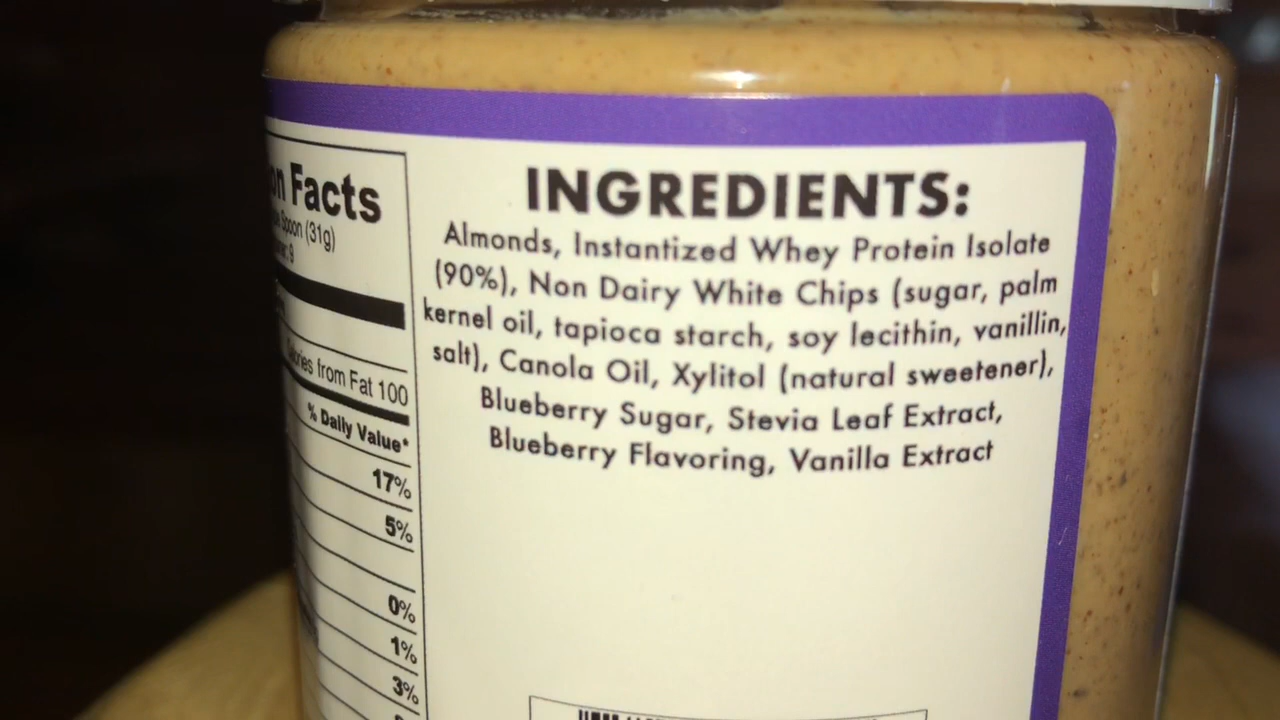 Facts
Spoon (31g)
9
from Fat 100
% Daily Value*
17%
5%
0%
1%
3%
INGREDIENTS:
Almonds, Instantized Whey Protein Isolate
(90%), Non Dairy White Chips (sugar, palm
kernel oil, tapioca starch, soy lecithin, vanillin,
salt), Canola Oil, Xylitol (natural sweetener),
Blueberry Sugar, Stevia Leaf Extract,
Blueberry Flavoring, Vanilla Extract